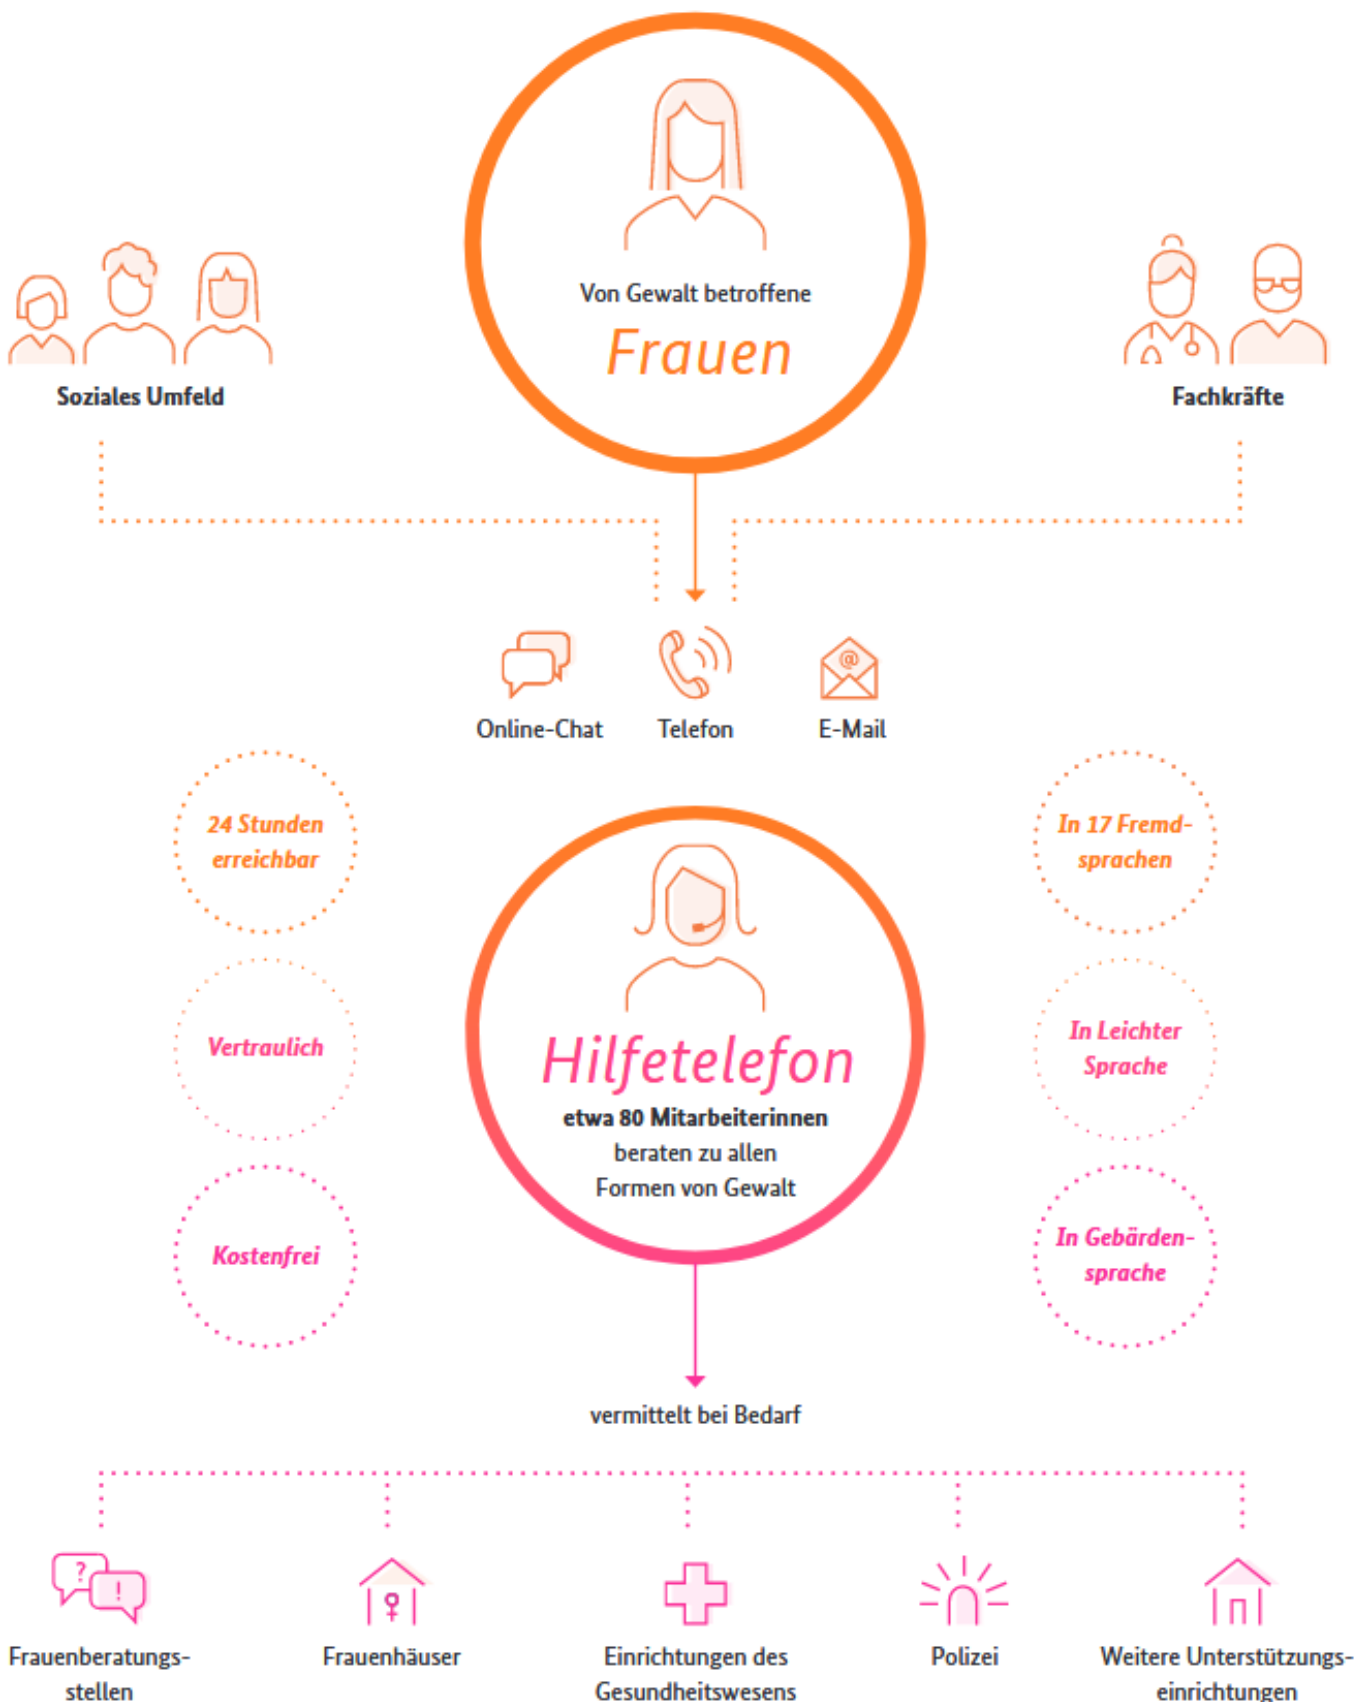 Von Gewalt betroffene
Frauen
Soziales Umfeld
Fachkräfte
@
Online-Chat
Telefon
E-Mail
24 Stunden
erreichbar
In 17 Fremd-
sprachen
Vertraulich
In Leichter
Sprache
Kostenfrei
In Gebärden-
sprache
Hilfetelefon
etwa 80 Mitarbeiterinnen
beraten zu allen
Formen von Gewalt
vermittelt bei Bedarf
?
!
Frauenberatungs-
stellen
Frauenhäuser
Einrichtungen des
Gesundheitswesens
Polizei
Weitere Unterstützungs-
einrichtungen